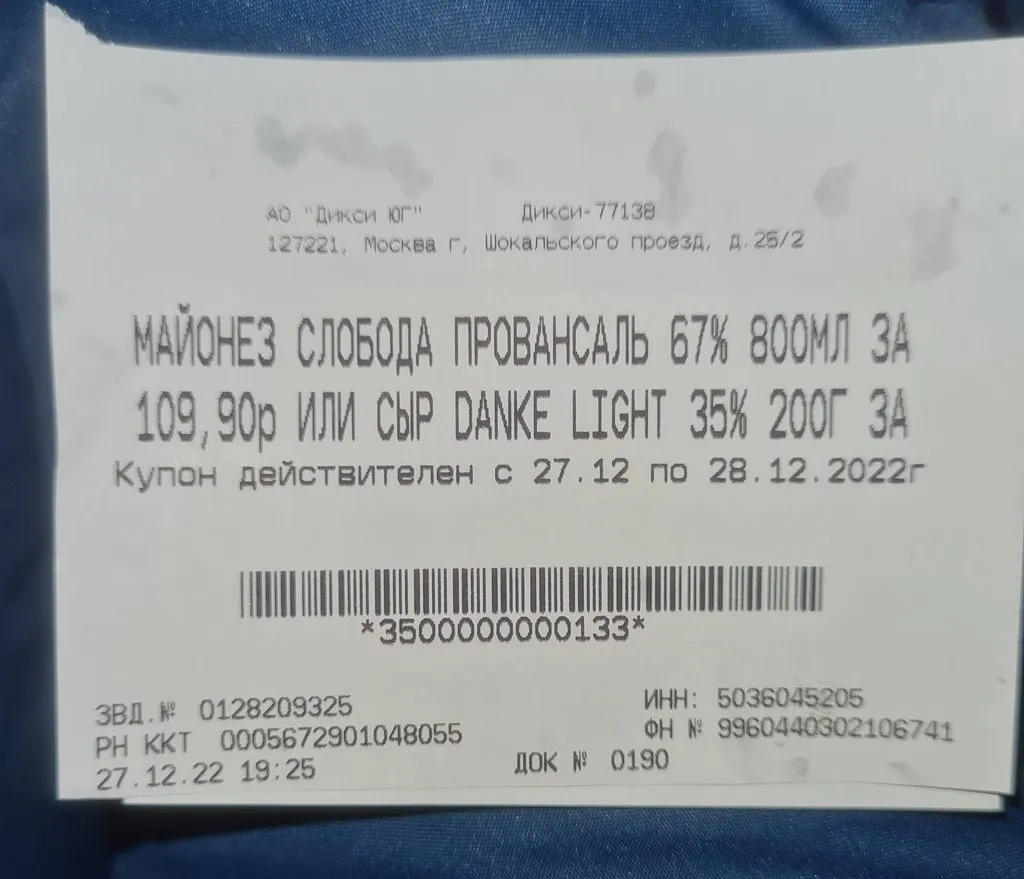 АО "Дикси ЮГ" Дикси-77138
127221, Москва г, Шокальского проезд, д.25/2
МАЙОНЕЗ СЛОБОДА ПРОВАНСАЛЬ 67% 800МЛ ЗА
109,90р ИЛИ СЫР DANKE LIGHT 35% 200Г ЗА
Купон действителен с 27.12 по 28.12.2022г
*3500000000133*
ЗВД.№ 0128209325 ИНН: 5036045205
РН ККТ 0005672901048055 ФН № 9960440302106741
27.12.22 19:25 ДОК № 0190